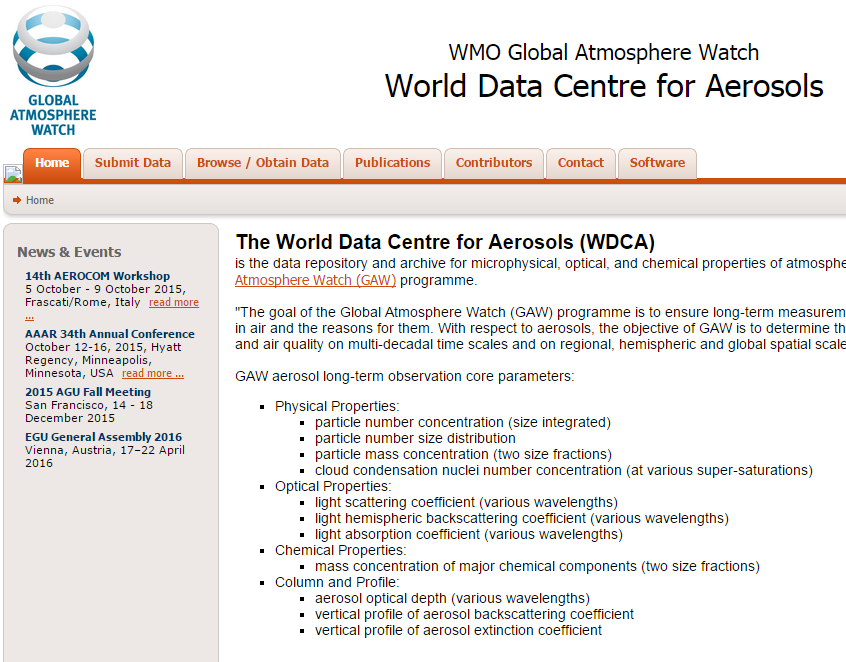 GLOBAL
ATMOSPHERE
WATCH
WMO Global Atmosphere Watch
World Data Centre for Aerosols
Home
Submit Data
Browse / Obtain Data
Publications
Contributors
Contact
Software
Home
News & Events
14th AEROCOM Workshop
5 October - 9 October 2015,
Frascati/Rome, Italy read more
...
AAAR 34th Annual Conference
October 12-16, 2015, Hyatt
Regency, Minneapolis,
Minnesota, USA read more ...
2015 AGU Fall Meeting
San Francisco, 14 - 18
December 2015
EGU General Assembly 2016
Vienna, Austria, 17–22 April
2016
The World Data Centre for Aerosols (WDCA)
is the data repository and archive for microphysical, optical, and chemical properties of atmosphe
Atmosphere Watch (GAW) programme.
"The goal of the Global Atmosphere Watch (GAW) programme is to ensure long-term measurem
in air and the reasons for them. With respect to aerosols, the objective of GAW is to determine th
and air quality on multi-decadal time scales and on regional, hemispheric and global spatial scale
GAW aerosol long-term observation core parameters:
Physical Properties:
particle number concentration (size integrated)
particle number size distribution
particle mass concentration (two size fractions)
cloud condensation nuclei number concentration (at various super-saturations)
Optical Properties:
light scattering coefficient (various wavelengths)
light hemispheric backscattering coefficient (various wavelengths)
light absorption coefficient (various wavelengths)
Chemical Properties:
mass concentration of major chemical components (two size fractions)
Column and Profile:
aerosol optical depth (various wavelengths)
vertical profile of aerosol backscattering coefficient
vertical profile of aerosol extinction coefficient